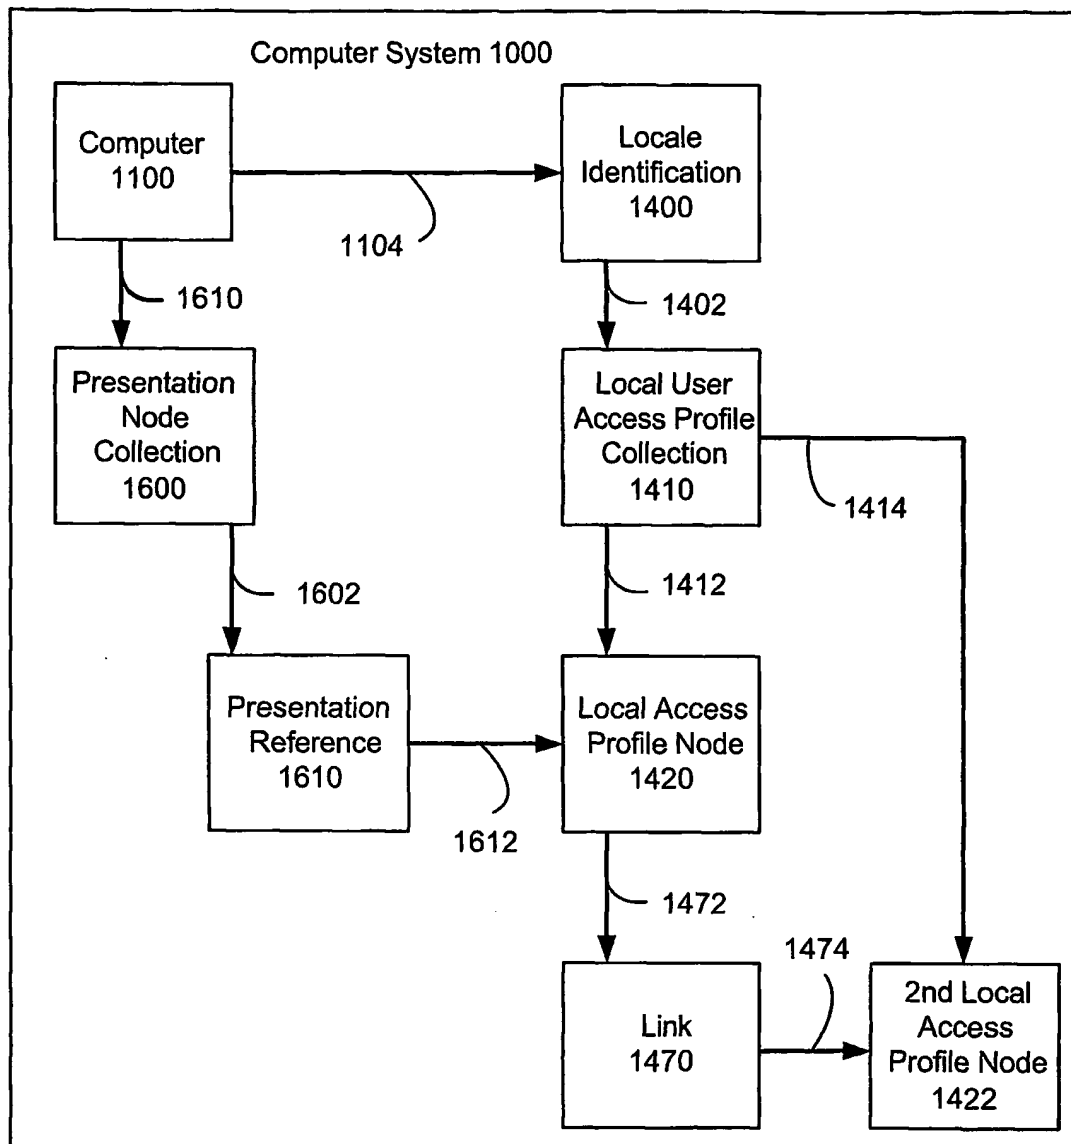 Computer System 1000
Computer
1100
Locale
Identification
1400
1104
1610
1402
Presentation
Node
Collection
1600
Local User
Access Profile
Collection
1410
1414
1602
1412
Presentation
Reference
1610
Local Access
Profile Node
1420
1612
1472
1474
Link
1470
2nd Local
Access
Profile Node
1422